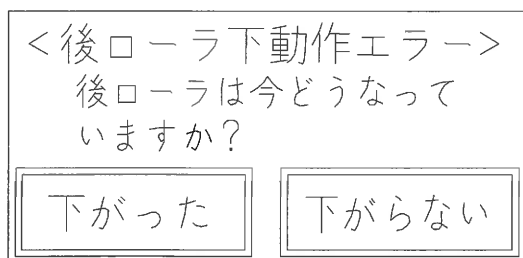 <後ローラ下動作エラー>
後ローラは今どうなって
いますか？
下がった
下がらない